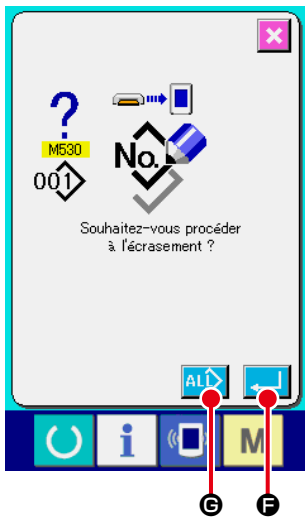 ?
M530
No.
001
Souhaitez-vous procéder
à l'écrasement ?
ALL
i
M
G
F